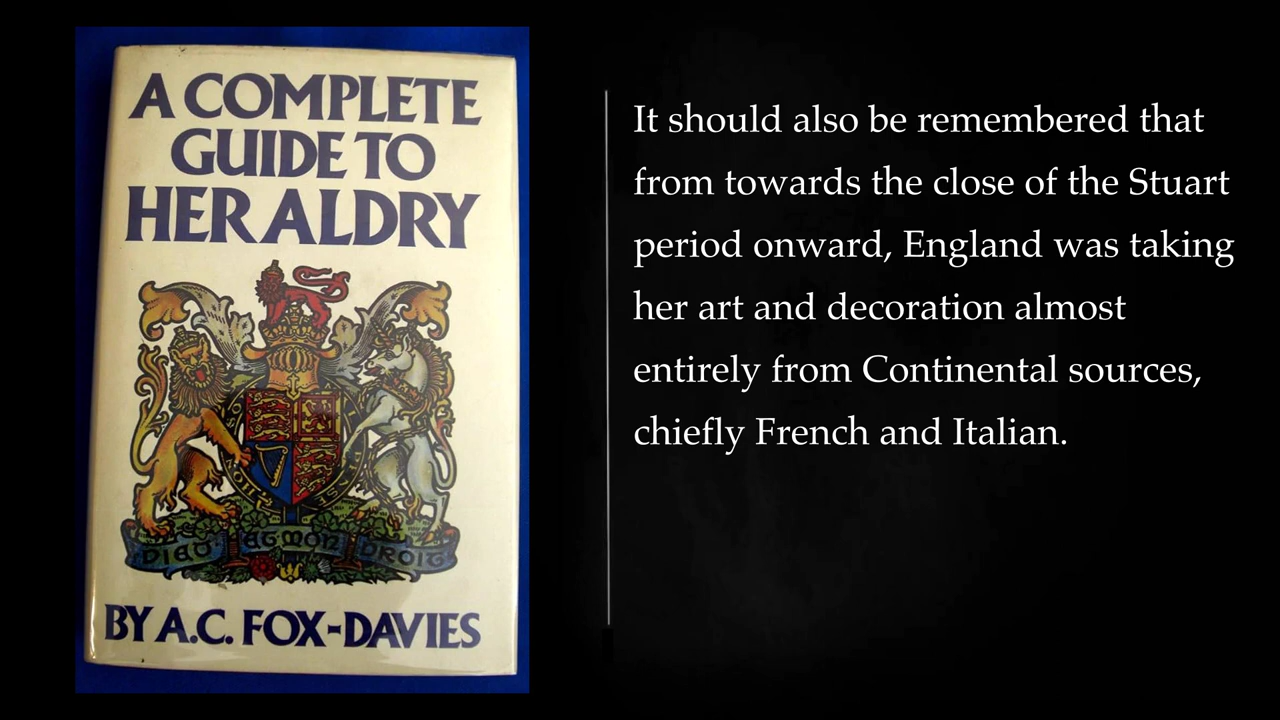 A COMPLETE
GUIDE TO
HERALDRY
DIEU ET MON DROIT
BY A.C. FOX-DAVIES
It should also be remembered that
from towards the close of the Stuart
period onward, England was taking
her art and decoration almost
entirely from Continental sources,
chiefly French and Italian.